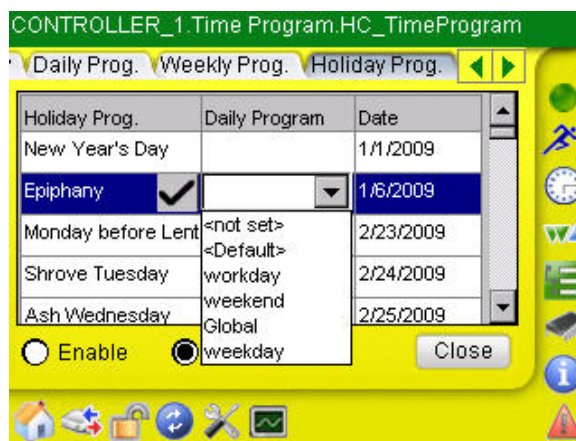 CONTROLLER_1.Time Program.HC_TimeProgram
Daily Prog. Weekly Prog. Holiday Prog.
Holiday Prog. Daily Program Date
New Year's Day 1/1/2009
Epiphany 1/6/2009
Monday before Lent 2/23/2009
<not set>
<Default>
Shrove Tuesday 2/24/2009
workday
weekend
Ash Wednesday 2/25/2009
Global
weekday
Enable Close